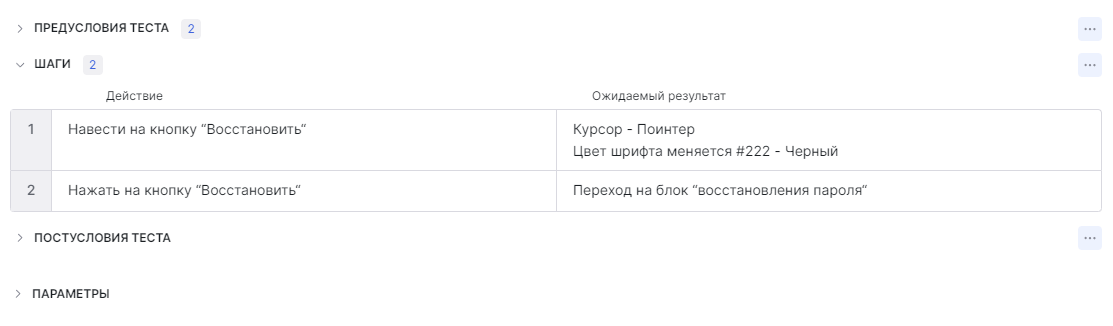 ПРЕДУСЛОВИЯ ТЕСТА 2
ШАГИ 2
Действие Ожидаемый результат
1 Навести на кнопку “Восстановить“ Курсор - Поинтер
Цвет шрифта меняется #222 - Черный
2 Нажать на кнопку “Восстановить“ Переход на блок “восстановления пароля“
ПОСТУСЛОВИЯ ТЕСТА
ПАРАМЕТРЫ